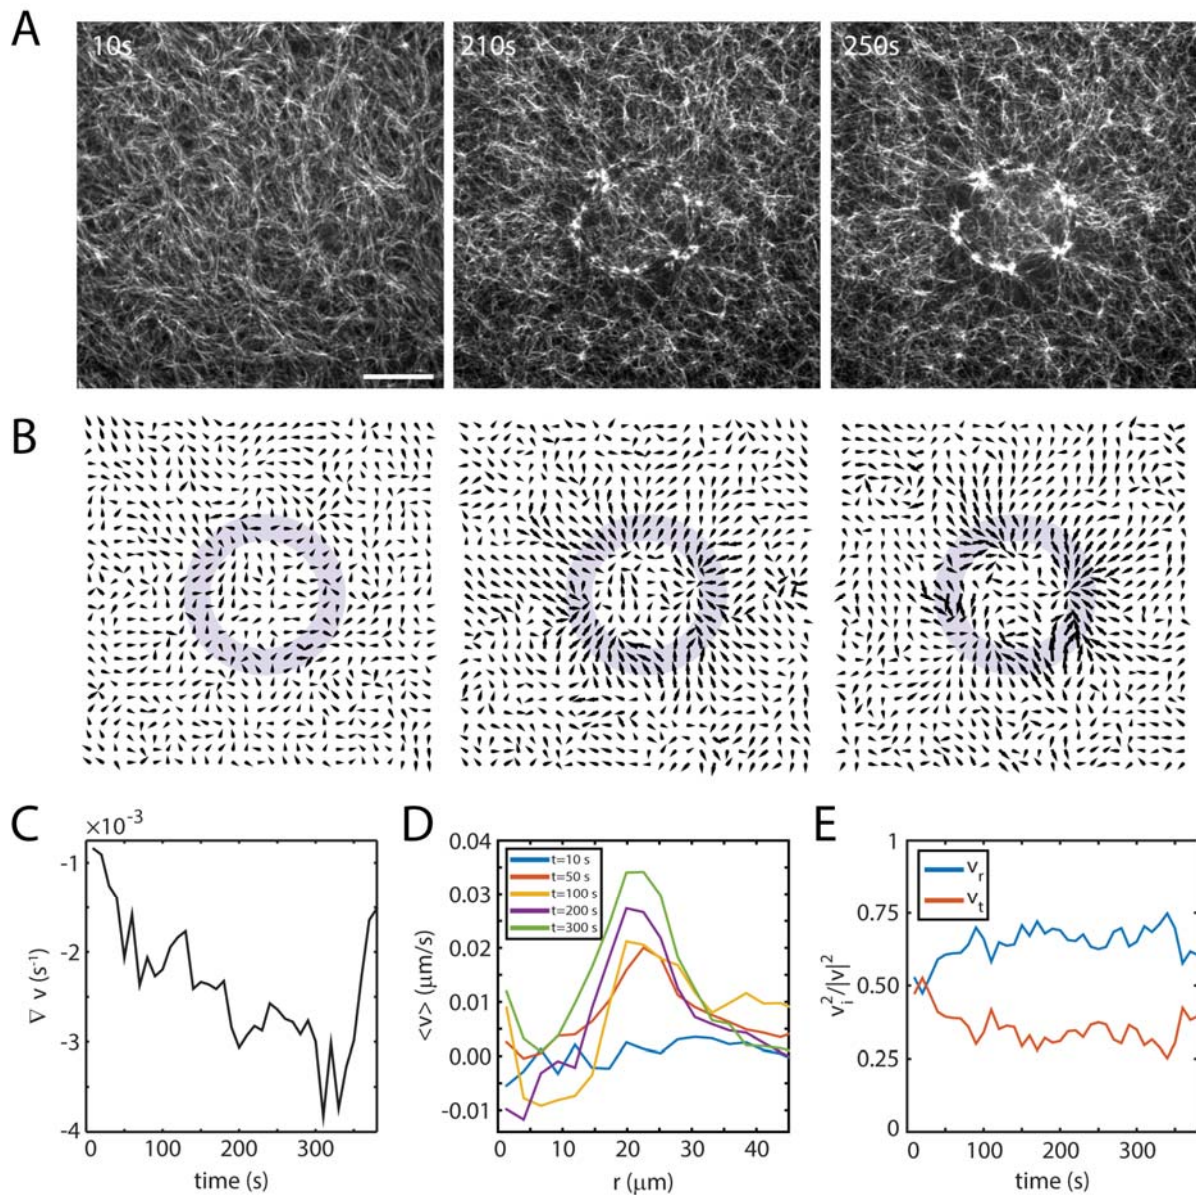 A
10s
210s
250s
B
C
×10⁻³
-1
-2
-3
-4
∇ v (s⁻¹)
0 100 200 300
time (s)
D
0.04
0.03
0.02
0.01
0.00
-0.01
<v> (μm/s)
t=10 s
t=50 s
t=100 s
t=200 s
t=300 s
0 10 20 30 40
r (μm)
E
1
0.75
0.50
0.25
0
vᵢ²/|v|²
v_r
v_t
0 100 200 300
time (s)